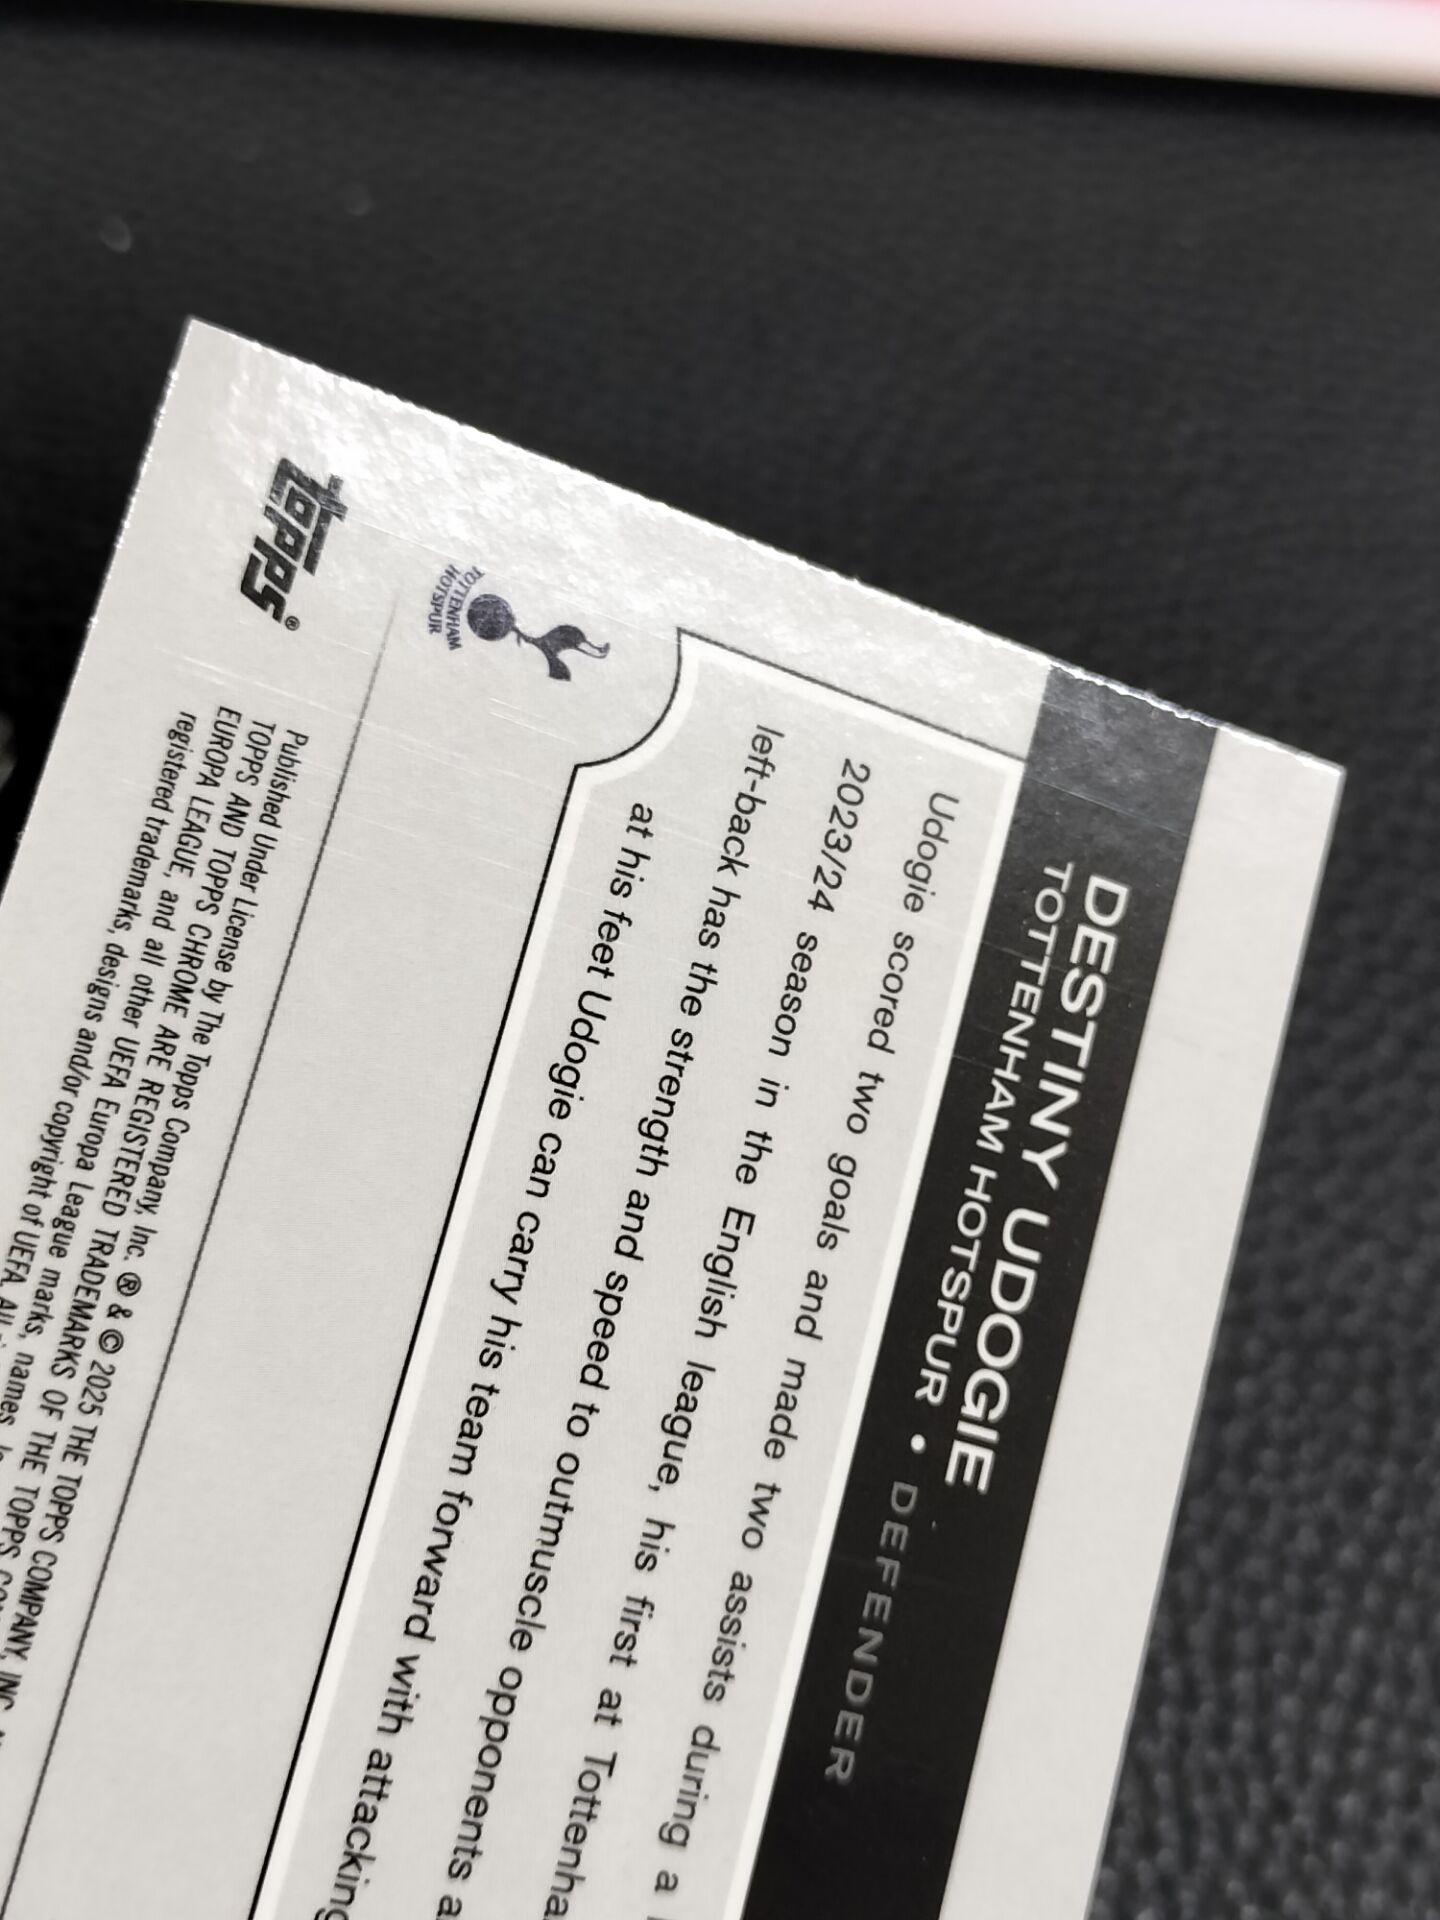 DESTINY UDOGIE
TOTTENHAM HOTSPUR • DEFENDER
Udogie scored two goals and made two assists during a
2023/24 season in the English league, his first at Tottenha
left-back has the strength and speed to outmuscle opponents a
at his feet Udogie can carry his team forward with attacking
TOTTENHAM
HOTSPUR
Topps®
Published Under License by The Topps Company, Inc. ® & © 2025 THE TOPPS COMPANY, INC.
TOPPS AND TOPPS CHROME ARE REGISTERED TRADEMARKS OF THE TOPPS
EUROPA LEAGUE, and all other UEFA Europa League marks, names
registered trademarks, designs and/or copyright of UEFA. All